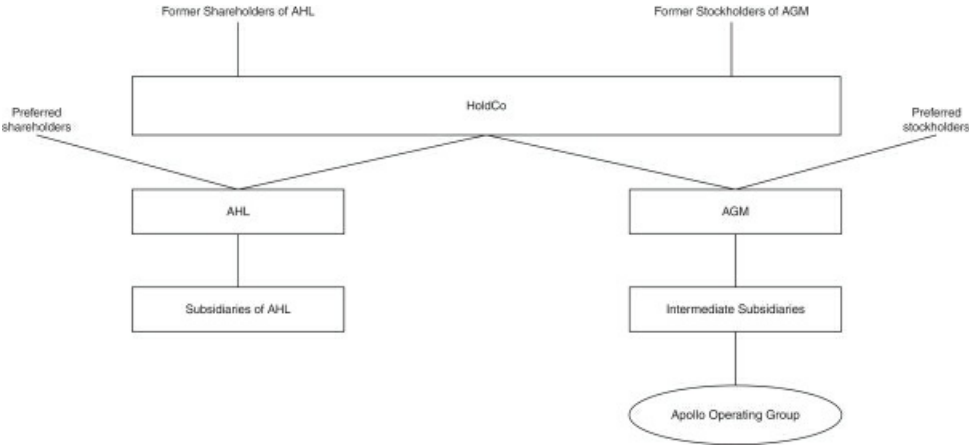 Former Shareholders of AHL
Former Stockholders of AGM
HoldCo
Preferred
shareholders
Preferred
stockholders
AHL
AGM
Subsidiaries of AHL
Intermediate Subsidiaries
Apollo Operating Group